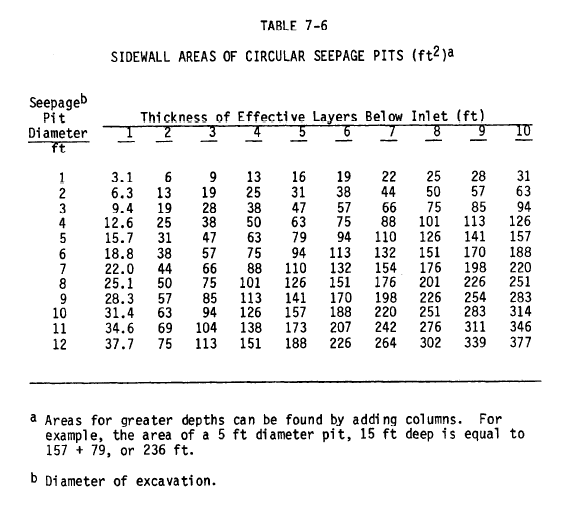 TABLE 7-6
SIDEWALL AREAS OF CIRCULAR SEEPAGE PITS (ft2)a
Seepageb
Pit Thickness of Effective Layers Below Inlet (ft)
Diameter 1 2 3 4 5 6 7 8 9 10
ft
1 3.1 6 9 13 16 19 22 25 28 31
2 6.3 13 19 25 31 38 44 50 57 63
3 9.4 19 28 38 47 57 66 75 85 94
4 12.6 25 38 50 63 75 88 101 113 126
5 15.7 31 47 63 79 94 110 126 141 157
6 18.8 38 57 75 94 113 132 151 170 188
7 22.0 44 66 88 110 132 154 176 198 220
8 25.1 50 75 101 126 151 176 201 226 251
9 28.3 57 85 113 141 170 198 226 254 283
10 31.4 63 94 126 157 188 220 251 283 314
11 34.6 69 104 138 173 207 242 276 311 346
12 37.7 75 113 151 188 226 264 302 339 377
a Areas for greater depths can be found by adding columns. For
example, the area of a 5 ft diameter pit, 15 ft deep is equal to
157 + 79, or 236 ft.
b Diameter of excavation.